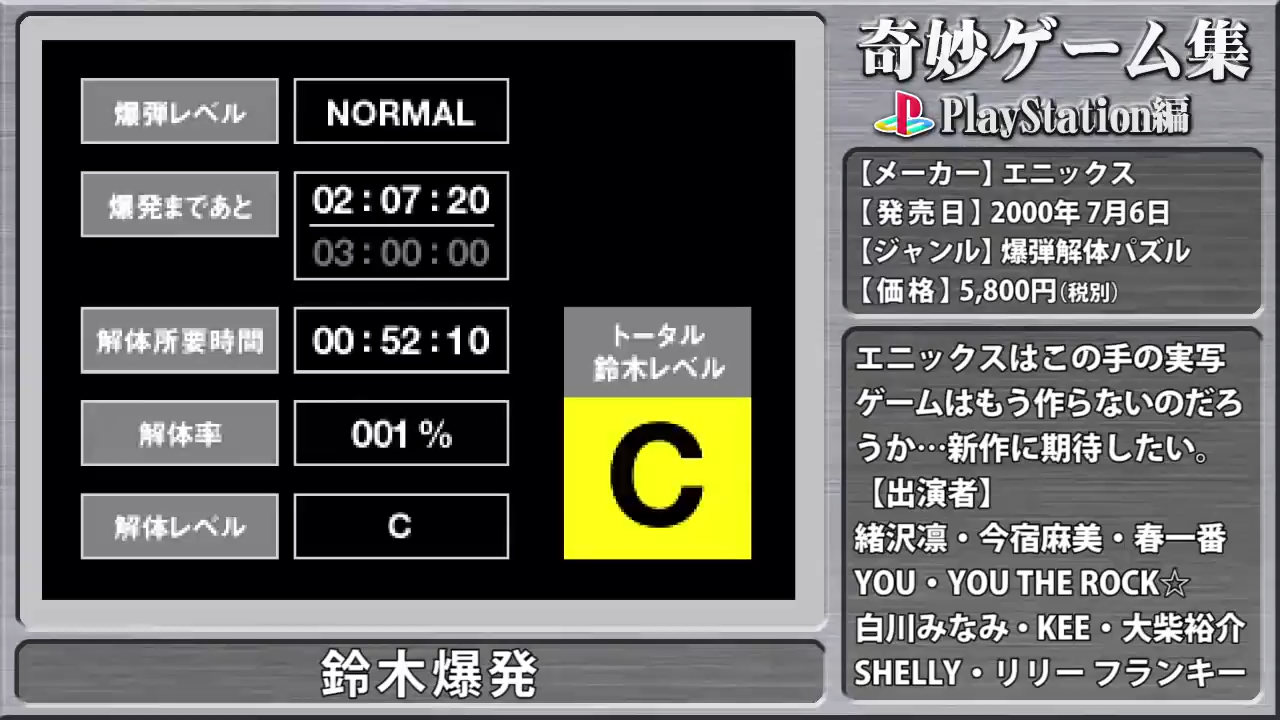 爆弾レベル
NORMAL
爆発まであと
02:07:20
03:00:00
解体所要時間
00:52:10
解体率
001%
解体レベル
C
トータル
鈴木レベル
C
鈴木爆発
奇妙ゲーム集
PlayStation編
【メーカー】エニックス
【発売日】2000年7月6日
【ジャンル】爆弾解体パズル
【価格】5,800円(税別)
エニックスはこの手の実写
ゲームはもう作らないのだろ
うか…新作に期待したい。
【出演者】
緒沢凛・今宿麻美・春一番
YOU・YOU THE ROCK☆
白川みなみ・KEE・大柴裕介
SHELLY・リリー フランキー